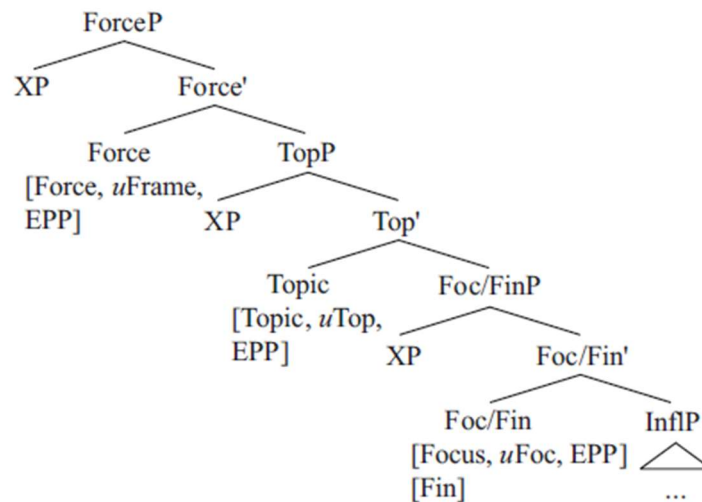 ForceP
XP Force'
Force TopP
[Force, uFrame, EPP] XP Top'
Topic Foc/FinP
[Topic, uTop, EPP] XP Foc/Fin'
Foc/Fin InflP
[Focus, uFoc, EPP]
[Fin] ...